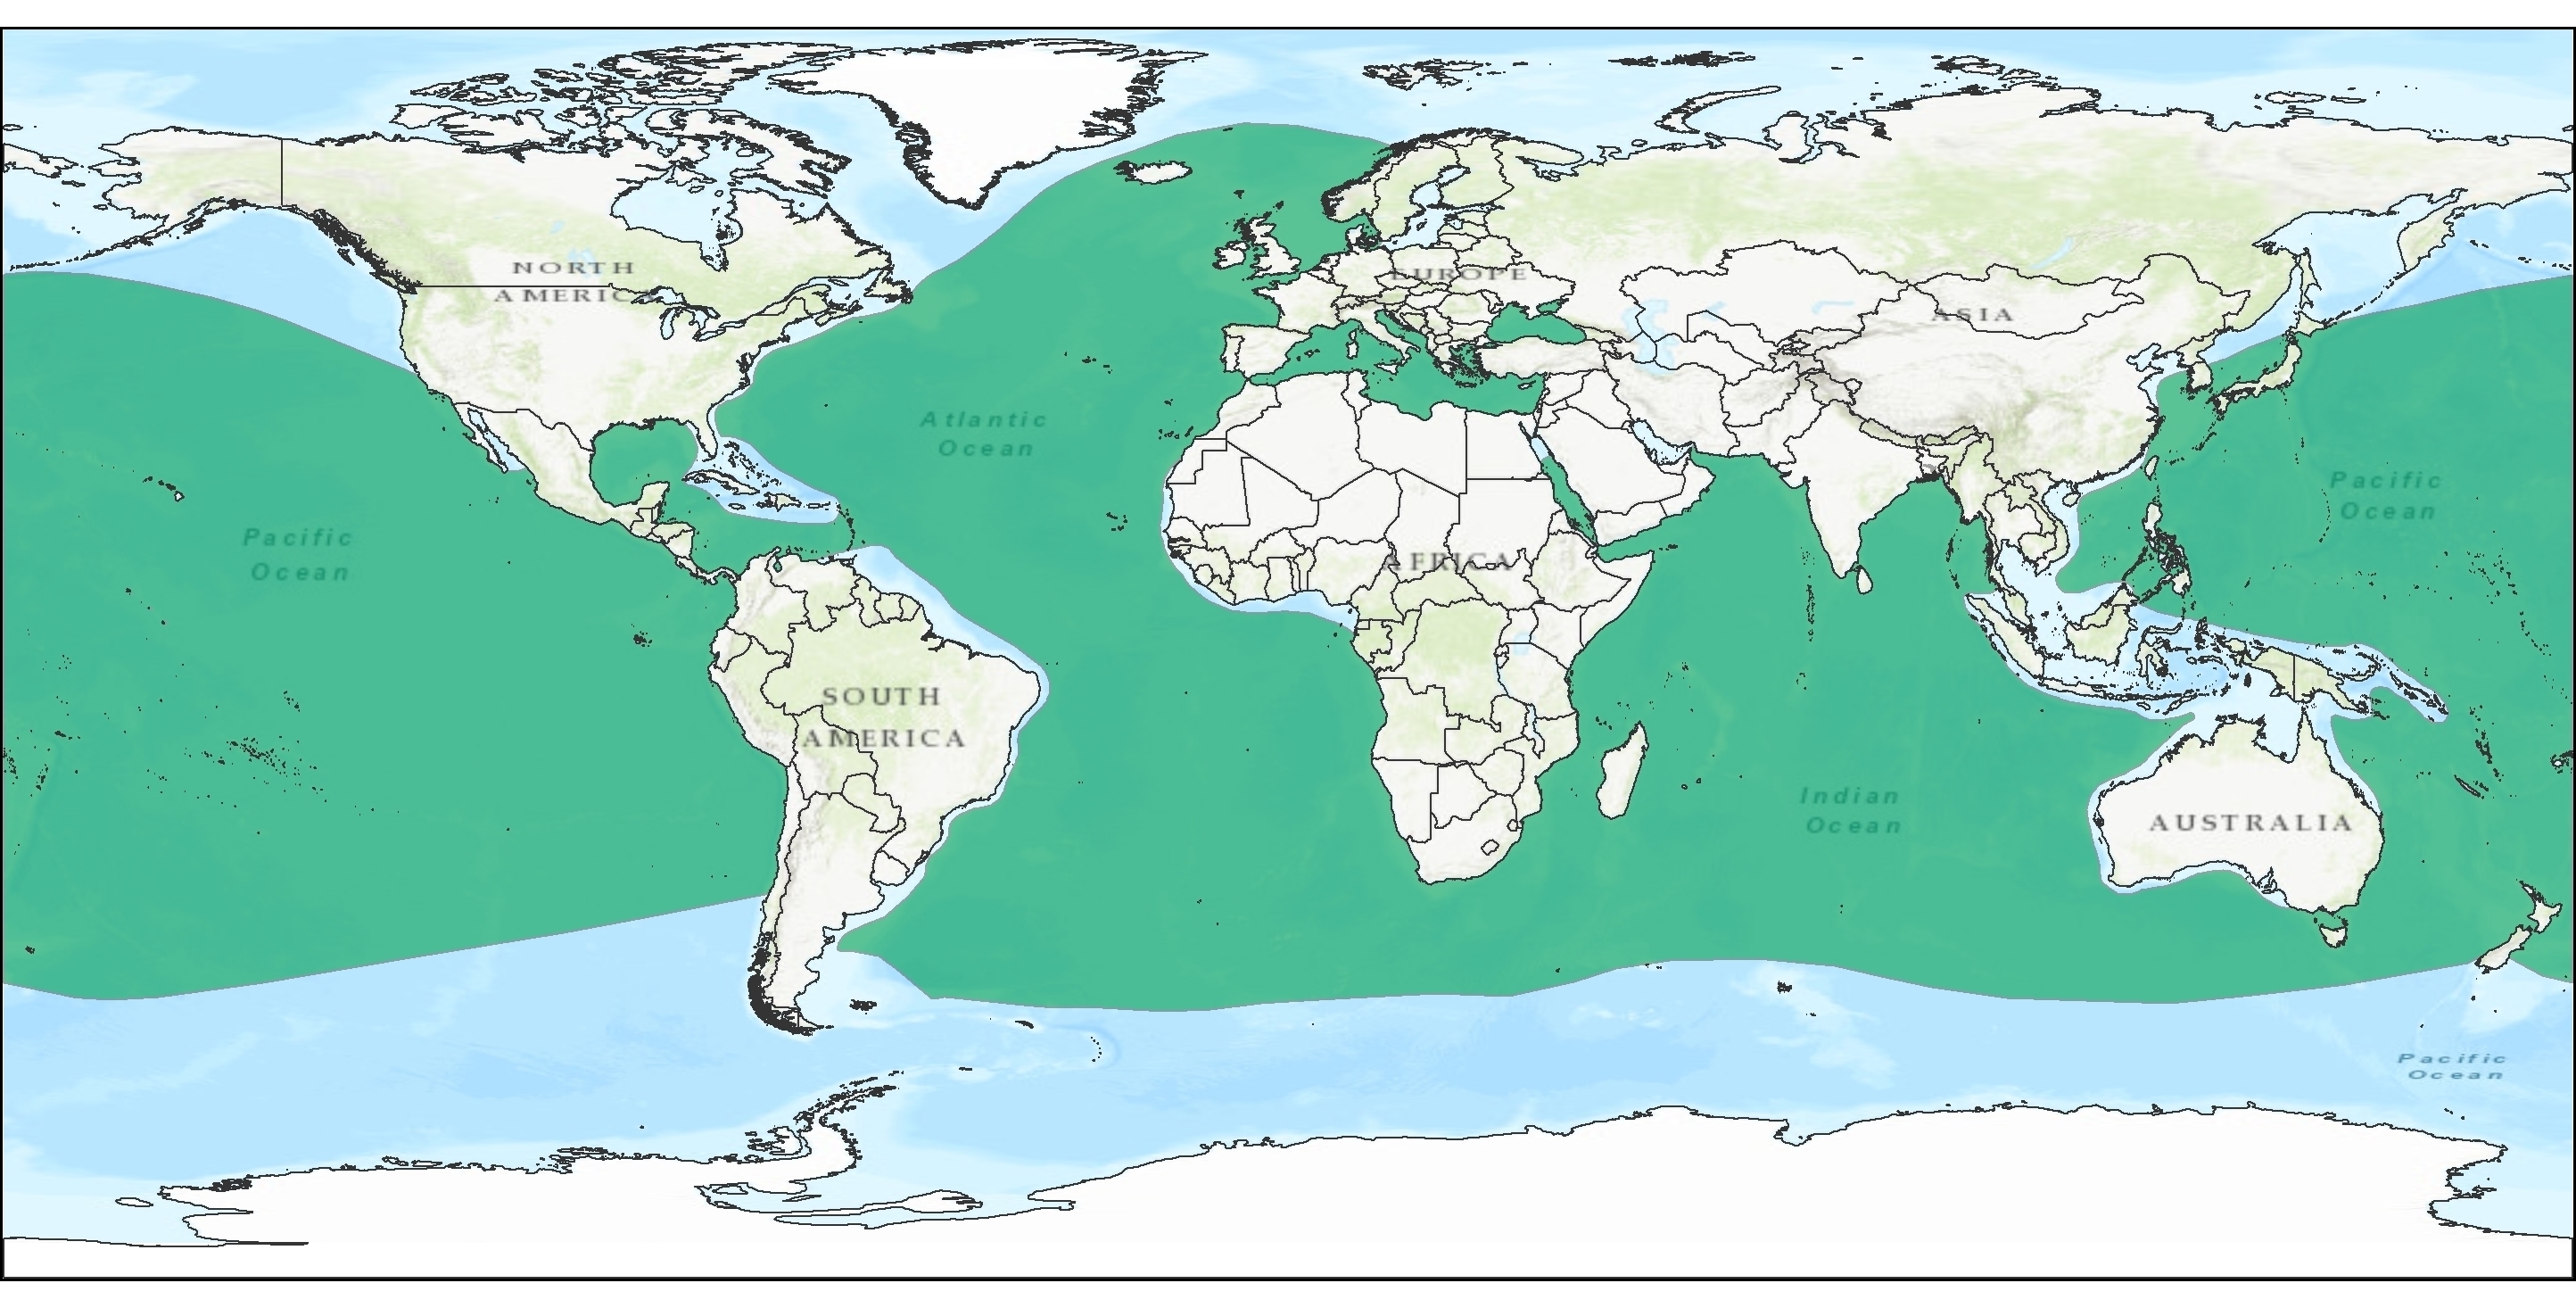 NORTH
AMERICA
EUROPE
ASIA
Atlantic
Ocean
Pacific
Ocean
Pacific
Ocean
AFRICA
SOUTH
AMERICA
Indian
Ocean
AUSTRALIA
Pacific
Ocean